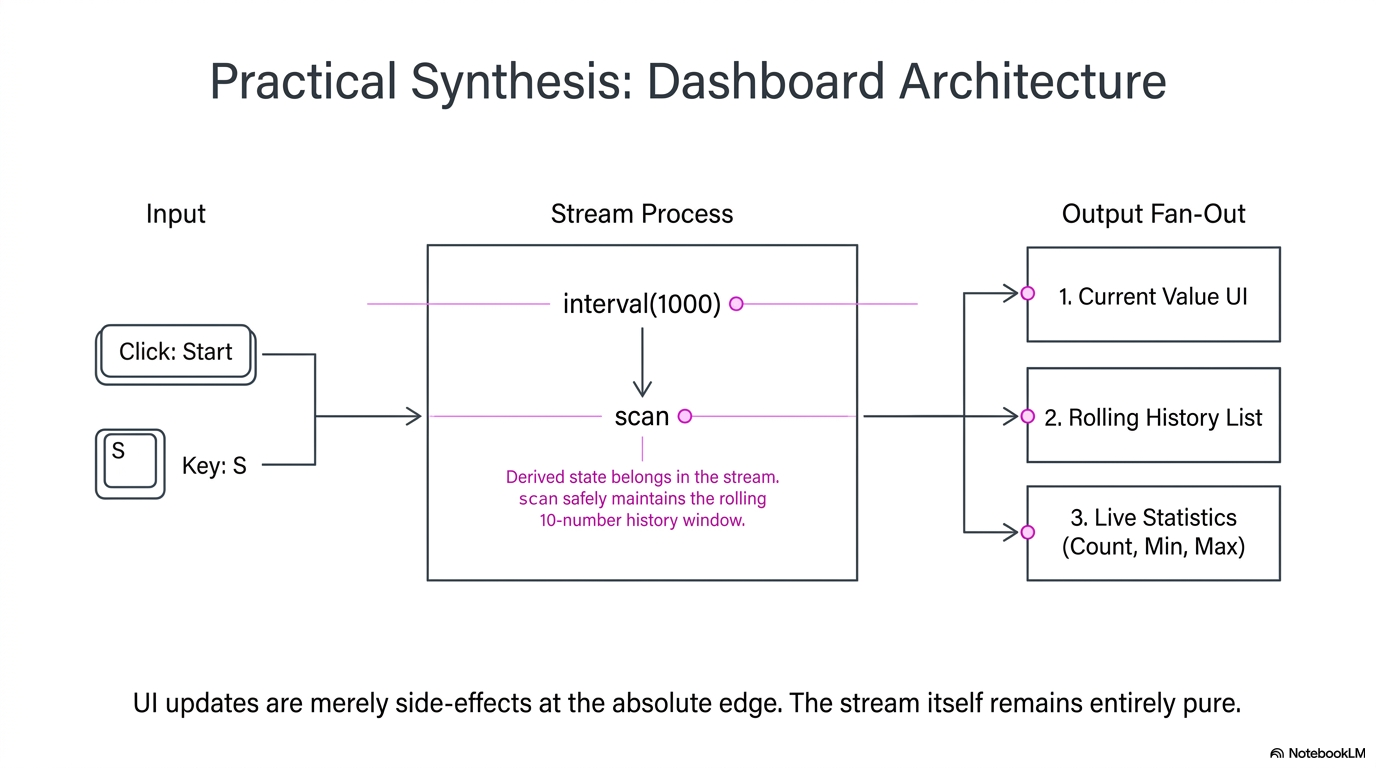 Practical Synthesis: Dashboard Architecture
Input
Stream Process
Output Fan-Out
Click: Start
S
Key: S
interval(1000)
scan
Derived state belongs in the stream.
scan safely maintains the rolling
10-number history window.
1. Current Value UI
2. Rolling History List
3. Live Statistics
(Count, Min, Max)
UI updates are merely side-effects at the absolute edge. The stream itself remains entirely pure.
NotebookLM